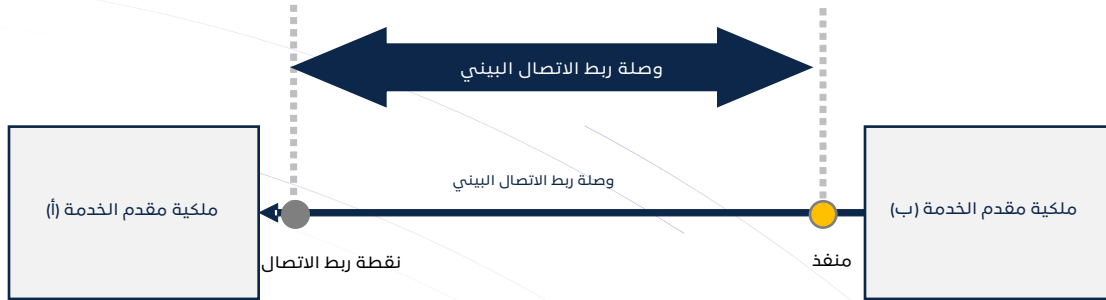 وصلة ربط الاتصال البيني
وصلة ربط الاتصال البيني
ملكية مقدم الخدمة (ب)
ملكية مقدم الخدمة (أ)
منفذ
نقطة ربط الاتصال